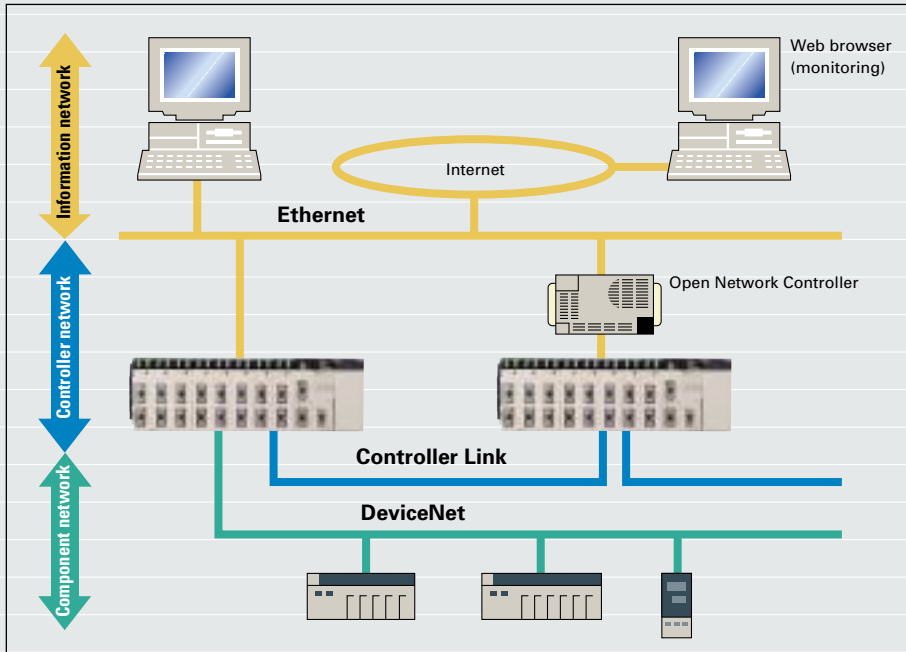 Information network
Controller network
Component network
Web browser
(monitoring)
Internet
Ethernet
Open Network Controller
Controller Link
DeviceNet